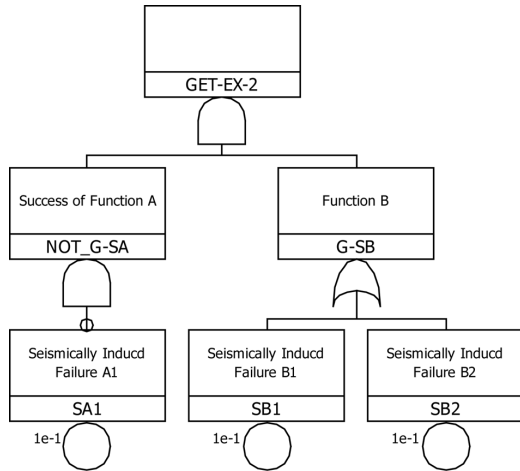 GET-EX-2
Success of Function A
NOT_G-SA
Function B
G-SB
Seismically Inducd
Failure A1
SA1
1e-1
Seismically Inducd
Failure B1
SB1
1e-1
Seismically Inducd
Failure B2
SB2
1e-1